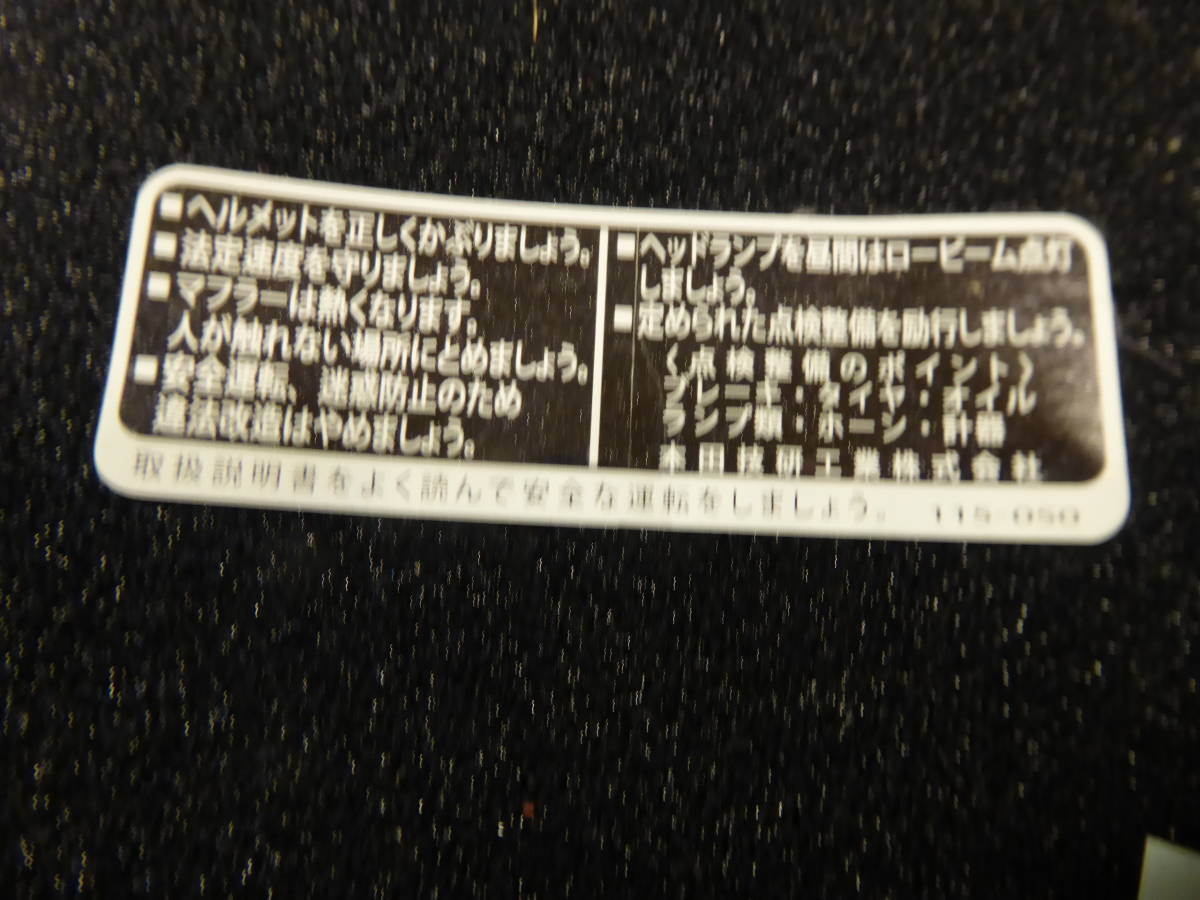 ■ヘルメットを正しくかぶりましょう。
■法定速度を守りましょう。
■マフラーは熱くなります。
人が触れない場所にとめましょう。
■安全運転、迷惑防止のため
違法改造はやめましょう。
■ヘッドランプを昼間はロービーム点灯
しましょう。
■定められた点検整備を励行しましょう。
〈点検整備のポイント〉
ブレーキ・タイヤ・オイル
ランプ類・ホーン・計器
本田技研工業株式会社
取扱説明書をよく読んで安全な運転をしましょう。 115-050